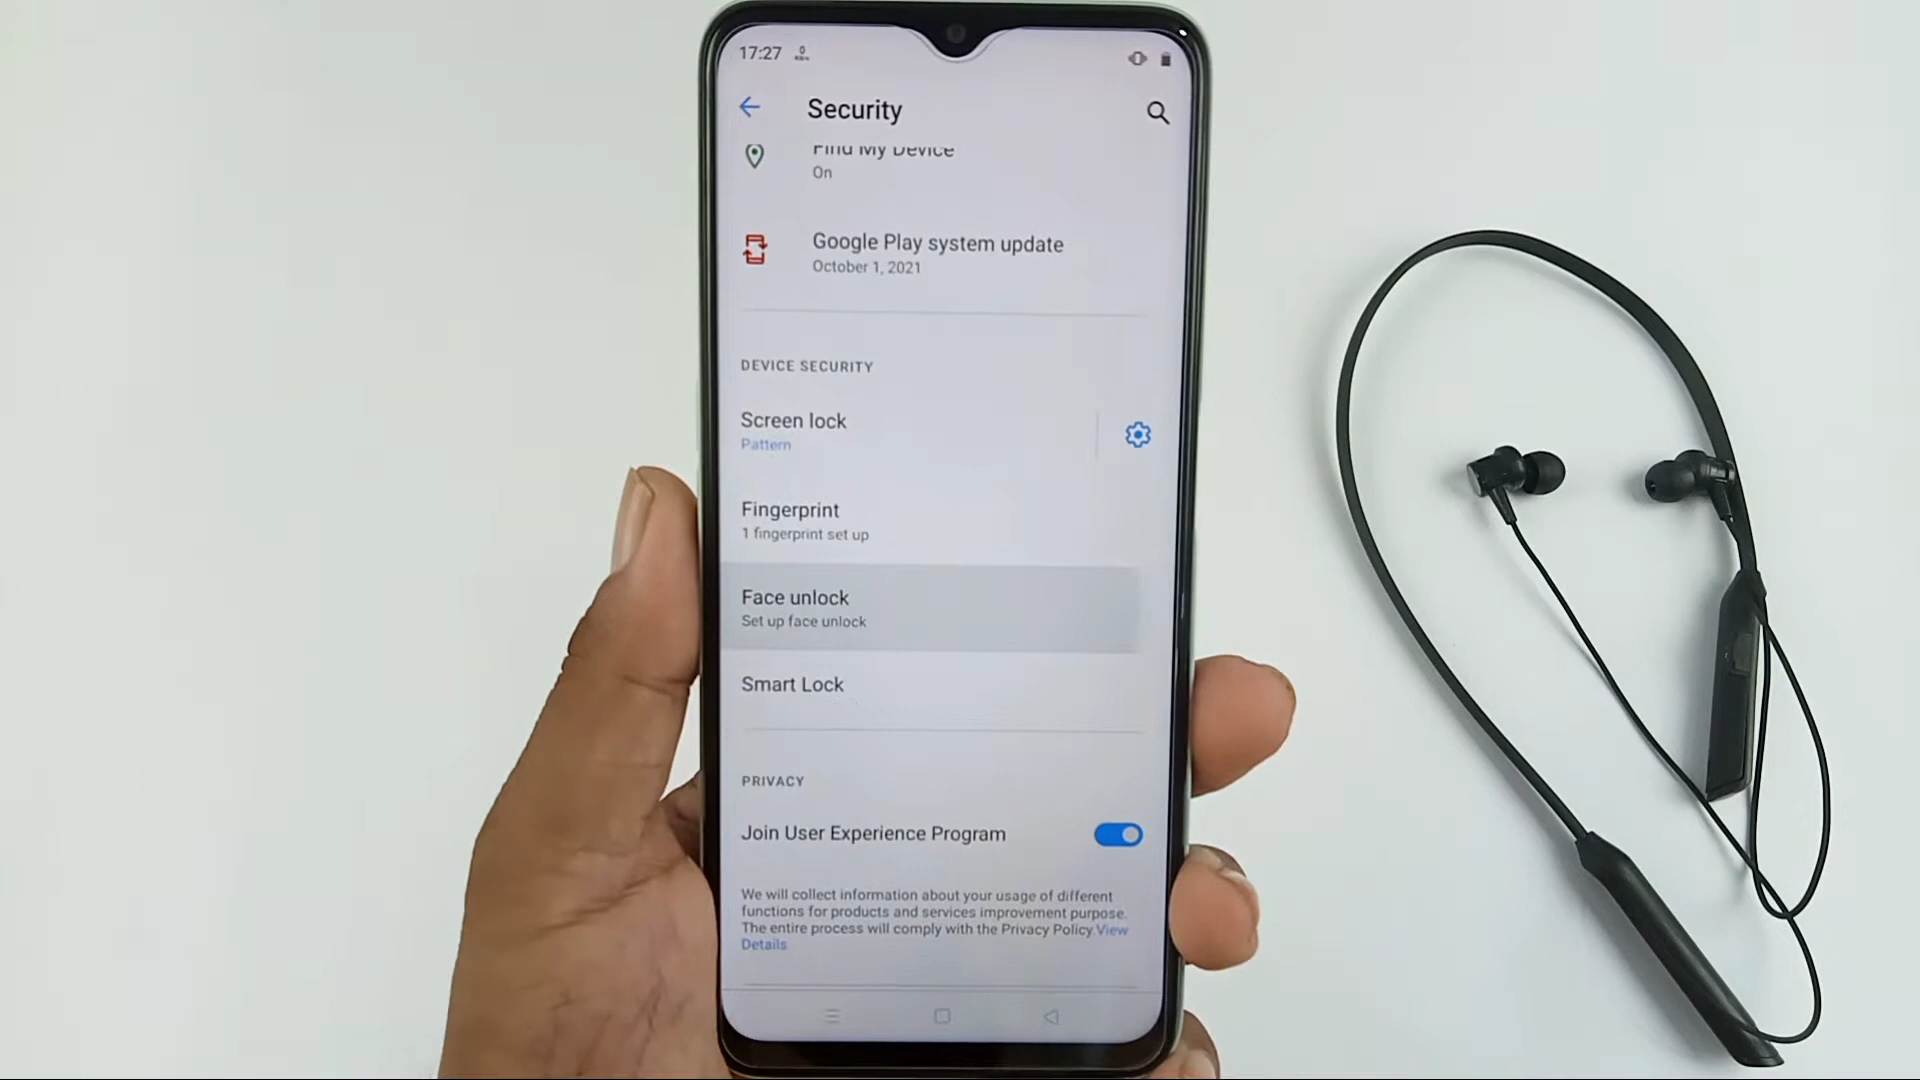 17:27
Security
Find My Device
On
Google Play system update
October 1, 2021
DEVICE SECURITY
Screen lock
Pattern
Fingerprint
1 fingerprint set up
Face unlock
Set up face unlock
Smart Lock
PRIVACY
Join User Experience Program
We will collect information about your usage of different
functions for products and services improvement purpose.
The entire process will comply with the Privacy Policy View
Details